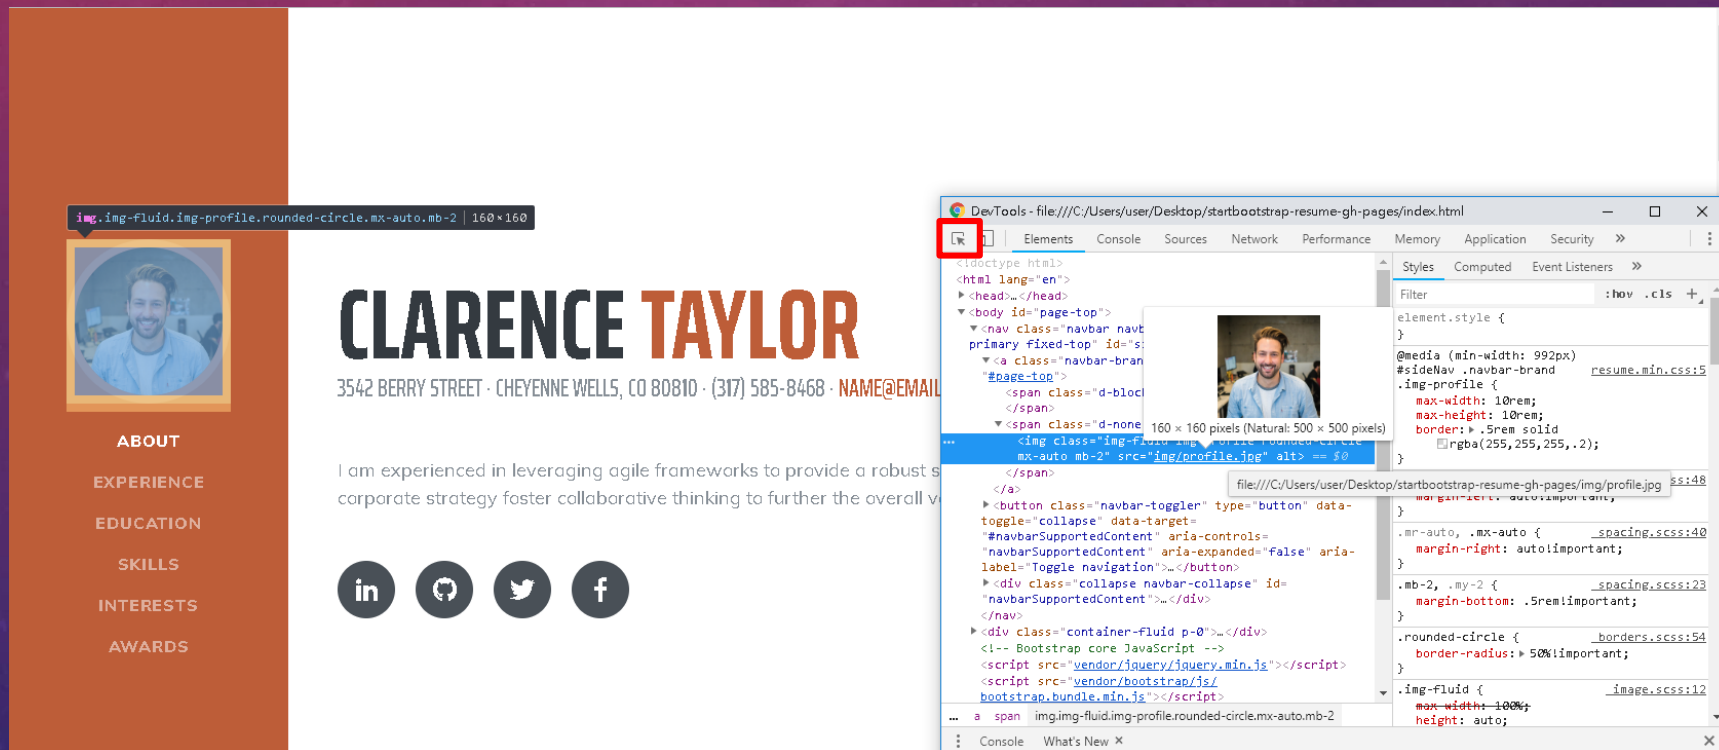 img.img-fluid.img-profile.rounded-circle.mx-auto.mb-2 | 160×160
ABOUT
EXPERIENCE
EDUCATION
SKILLS
INTERESTS
AWARDS
CLARENCE TAYLOR
3542 BERRY STREET · CHEYENNE WELLS, CO 80810 · (317) 585-8468 · NAME@EMAIL
I am experienced in leveraging agile frameworks to provide a robust s
corporate strategy foster collaborative thinking to further the overall v
in
DevTools - file:///C:/Users/user/Desktop/startbootstrap-resume-gh-pages/index.html
Elements Console Sources Network Performance Memory Application Security »
<!doctype html>
<html lang="en">
<head>…</head>
<body id="page-top">
<nav class="navbar navb
primary fixed-top" id="si
<a class="navbar-bran
"#page-top">
<span class="d-bloc
</span>
<span class="d-none
<img class="img-fluid img-profile rounded-circle
mx-auto mb-2" src="img/profile.jpg" alt> == $0
</span>
</a>
<button class="navbar-toggler" type="button" data-
toggle="collapse" data-target=
"#navbarSupportedContent" aria-controls=
"navbarSupportedContent" aria-expanded="false" aria-
label="Toggle navigation">…</button>
<div class="collapse navbar-collapse" id=
"navbarSupportedContent">…</div>
</nav>
<div class="container-fluid p-0">…</div>
<!-- Bootstrap core JavaScript -->
<script src="vendor/jquery/jquery.min.js"></script>
<script src="vendor/bootstrap/js/
bootstrap.bundle.min.js"></script>
160 × 160 pixels (Natural: 500 × 500 pixels)
file:///C:/Users/user/Desktop/startbootstrap-resume-gh-pages/img/profile.jpg
... a span img.img-fluid.img-profile.rounded-circle.mx-auto.mb-2
Console What's New ×
Styles Computed Event Listeners »
Filter :hov .cls +
element.style {
}
@media (min-width: 992px)
#sideNav .navbar-brand resume.min.css:5
.img-profile {
max-width: 10rem;
max-height: 10rem;
border: .5rem solid
rgba(255,255,255,.2);
}
ss:48
margin-left: auto!important;
}
.mr-auto, .mx-auto { _spacing.scss:40
margin-right: auto!important;
}
.mb-2, .my-2 { _spacing.scss:23
margin-bottom: .5rem!important;
}
.rounded-circle { _borders.scss:54
border-radius: 50%!important;
}
.img-fluid { _image.scss:12
max-width: 100%;
height: auto;